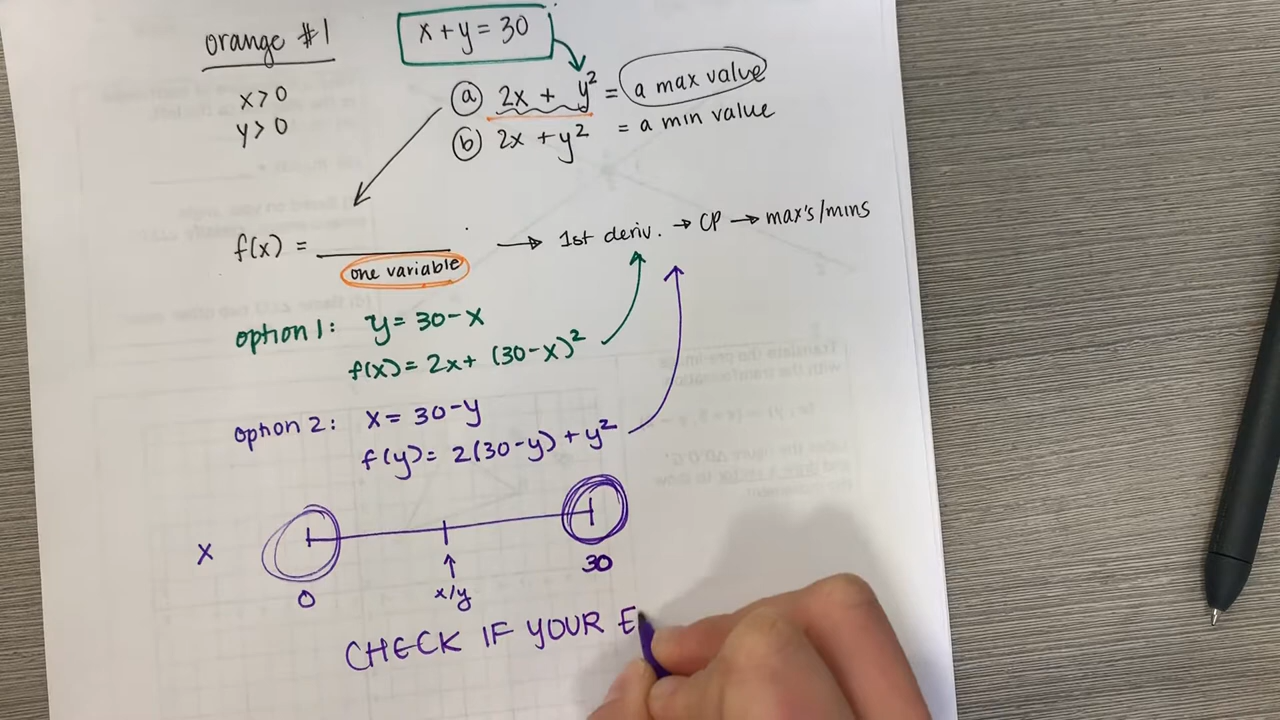 orange #1
x + y = 30
x > 0
y > 0
(a) 2x + y² = a max value
(b) 2x + y² = a min value
f(x) = ________ → 1st deriv. → CP → max's/mins
one variable
option 1: y = 30 - x
f(x) = 2x + (30 - x)²
option 2: x = 30 - y
f(y) = 2(30 - y) + y²
x
0
x/y
30
CHECK IF YOUR E